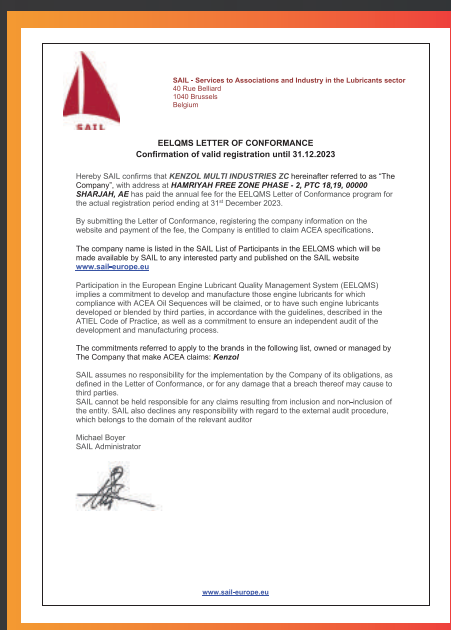 SAIL
SAIL - Services to Associations and Industry in the Lubricants sector
40 Rue Belliard
1040 Brussels
Belgium
EELQMS LETTER OF CONFORMANCE
Confirmation of valid registration until 31.12.2023
Hereby SAIL confirms that KENZOL MULTI INDUSTRIES ZC hereinafter referred to as “The
Company”, with address at HAMRIYAH FREE ZONE PHASE - 2, PTC 18,19, 00000
SHARJAH, AE has paid the annual fee for the EELQMS Letter of Conformance program for
the actual registration period ending at 31st December 2023.
By submitting the Letter of Conformance, registering the company information on the
website and payment of the fee, the Company is entitled to claim ACEA specifications.
The company name is listed in the SAIL List of Participants in the EELQMS which will be
made available by SAIL to any interested party and published on the SAIL website
www.sail-europe.eu
Participation in the European Engine Lubricant Quality Management System (EELQMS)
implies a commitment to develop and manufacture those engine lubricants for which
compliance with ACEA Oil Sequences will be claimed, or to have such engine lubricants
developed or blended by third parties, in accordance with the guidelines, described in the
ATIEL Code of Practice, as well as a commitment to ensure an independent audit of the
development and manufacturing process.
The commitments referred to apply to the brands in the following list, owned or managed by
The Company that make ACEA claims: Kenzol
SAIL assumes no responsibility for the implementation by the Company of its obligations, as
defined in the Letter of Conformance, or for any damage that a breach thereof may cause to
third parties.
SAIL cannot be held responsible for any claims resulting from inclusion and non-inclusion of
the entity. SAIL also declines any responsibility with regard to the external audit procedure,
which belongs to the domain of the relevant auditor
Michael Boyer
SAIL Administrator
www.sail-europe.eu